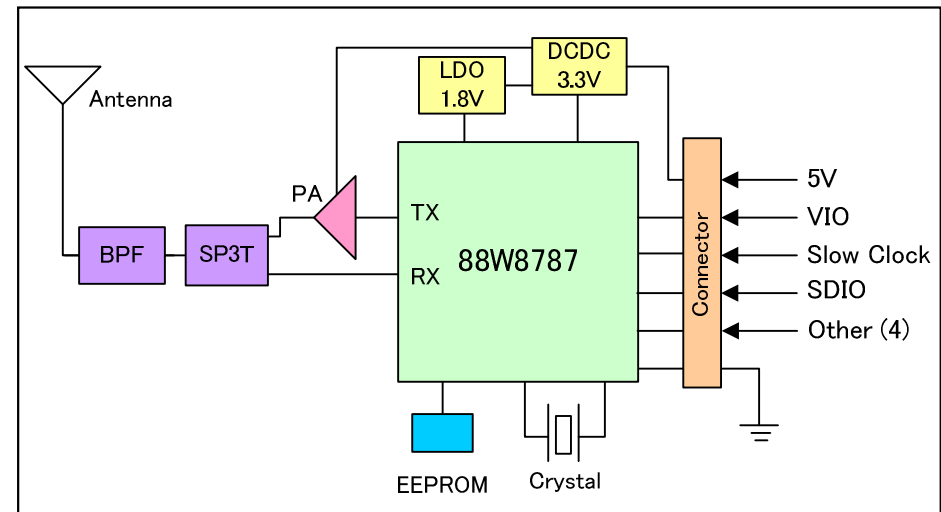 Antenna
LDO
1.8V
DCDC
3.3V
PA
TX
RX
88W8787
BPF
SP3T
Connector
5V
VIO
Slow Clock
SDIO
Other (4)
EEPROM
Crystal